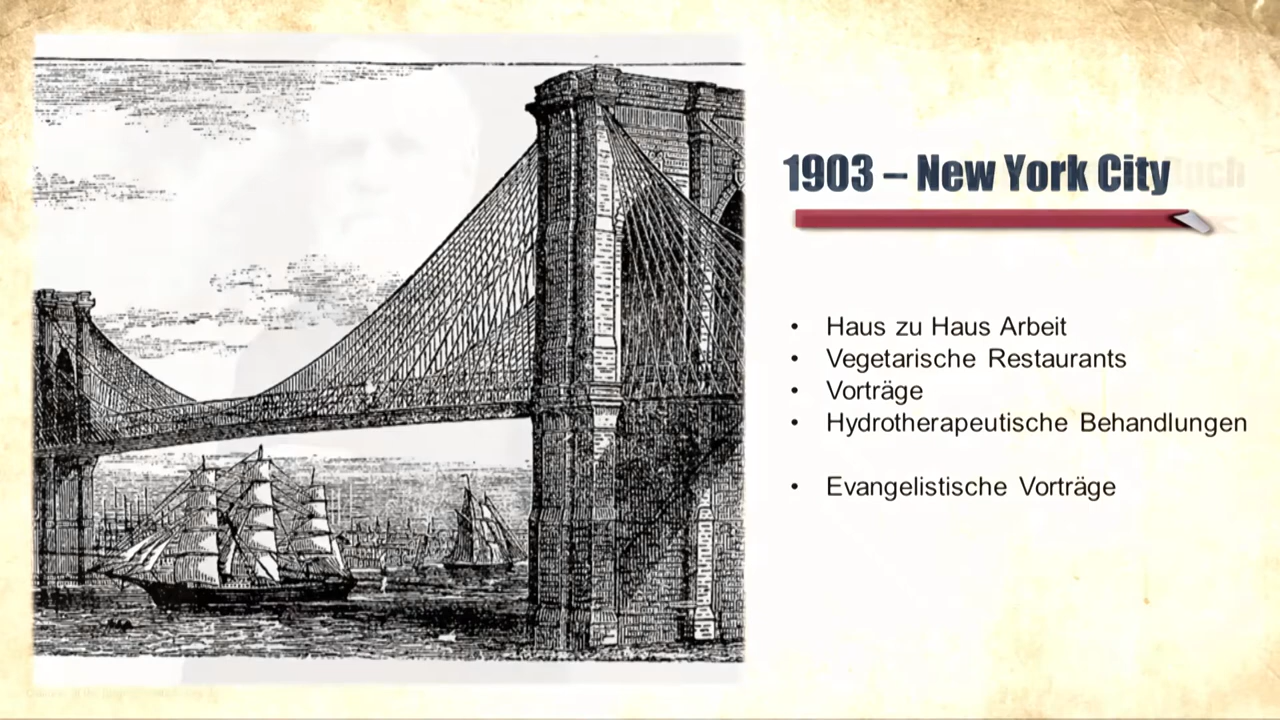 1903 – New York City
• Haus zu Haus Arbeit
• Vegetarische Restaurants
• Vorträge
• Hydrotherapeutische Behandlungen
• Evangelistische Vorträge